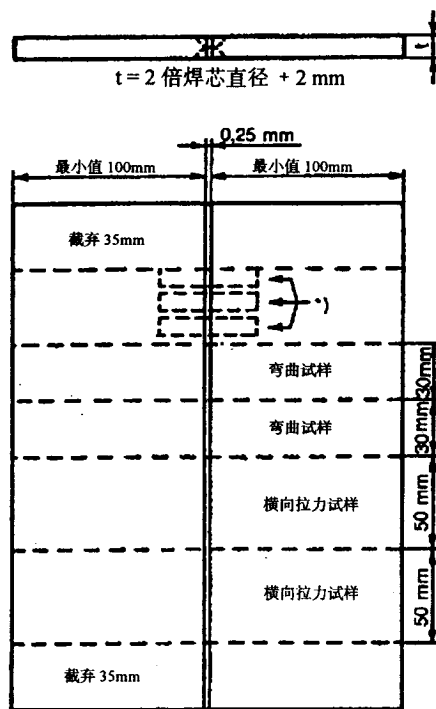 t
t = 2 倍焊芯直径 + 2 mm
0,25 mm
最小值 100mm
最小值 100mm
截弃 35mm
*)
弯曲试样
30mm
弯曲试样
30mm
横向拉力试样
50 mm
横向拉力试样
50 mm
截弃 35mm